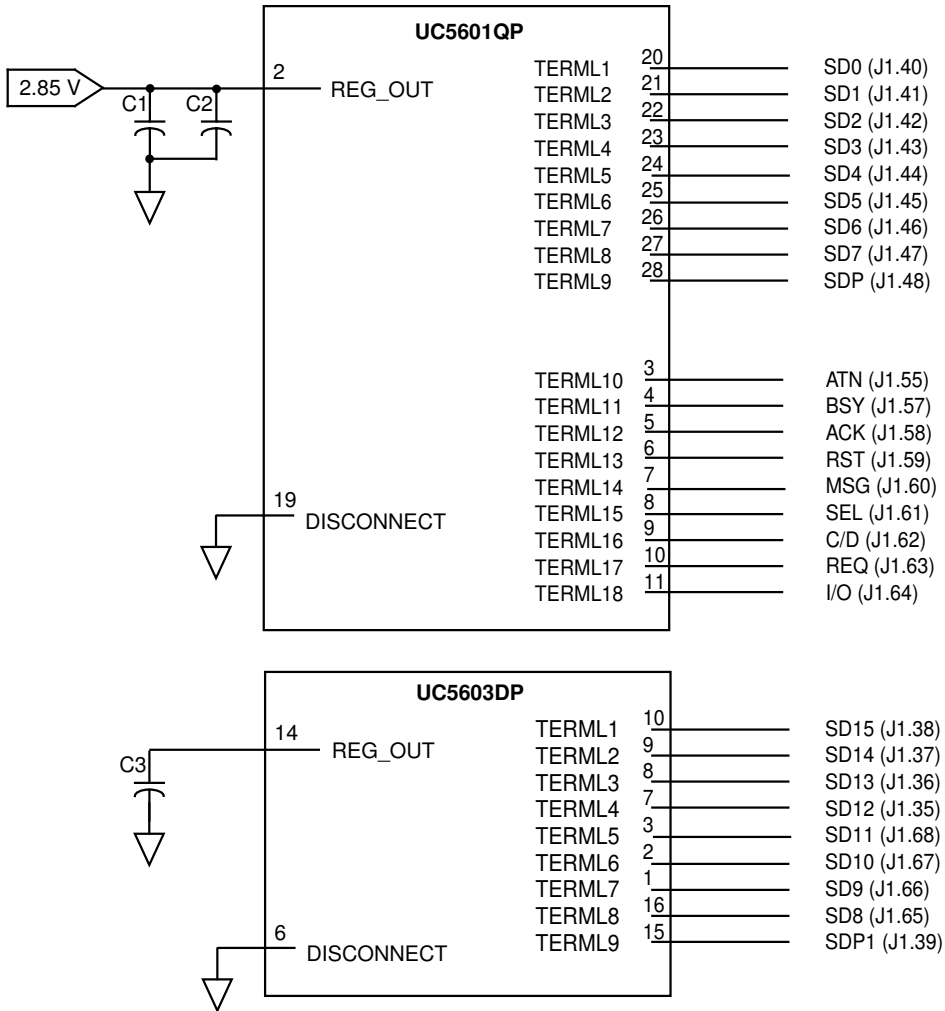 UC5601QP
2.85 V
C1
C2
2
REG_OUT
TERML1 20 SD0 (J1.40)
TERML2 21 SD1 (J1.41)
TERML3 22 SD2 (J1.42)
TERML4 23 SD3 (J1.43)
TERML5 24 SD4 (J1.44)
TERML6 25 SD5 (J1.45)
TERML7 26 SD6 (J1.46)
TERML8 27 SD7 (J1.47)
TERML9 28 SDP (J1.48)
TERML10 3 ATN (J1.55)
TERML11 4 BSY (J1.57)
TERML12 5 ACK (J1.58)
TERML13 6 RST (J1.59)
TERML14 7 MSG (J1.60)
TERML15 8 SEL (J1.61)
TERML16 9 C/D (J1.62)
TERML17 10 REQ (J1.63)
TERML18 11 I/O (J1.64)
19
DISCONNECT
UC5603DP
C3
14
REG_OUT
TERML1 10 SD15 (J1.38)
TERML2 9 SD14 (J1.37)
TERML3 8 SD13 (J1.36)
TERML4 7 SD12 (J1.35)
TERML5 3 SD11 (J1.68)
TERML6 2 SD10 (J1.67)
TERML7 1 SD9 (J1.66)
TERML8 16 SD8 (J1.65)
TERML9 15 SDP1 (J1.39)
6
DISCONNECT